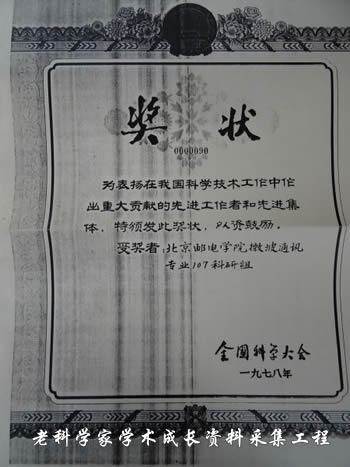 奖状
0000090
为表扬在我国科学技术工作中作
出重大贡献的先进工作者和先进集
体，特颁发此奖状，以资鼓励。
受奖者：北京邮电学院微波通讯
专业107科研组
全国科学大会
一九七八年
老科学家学术成长资料采集工程